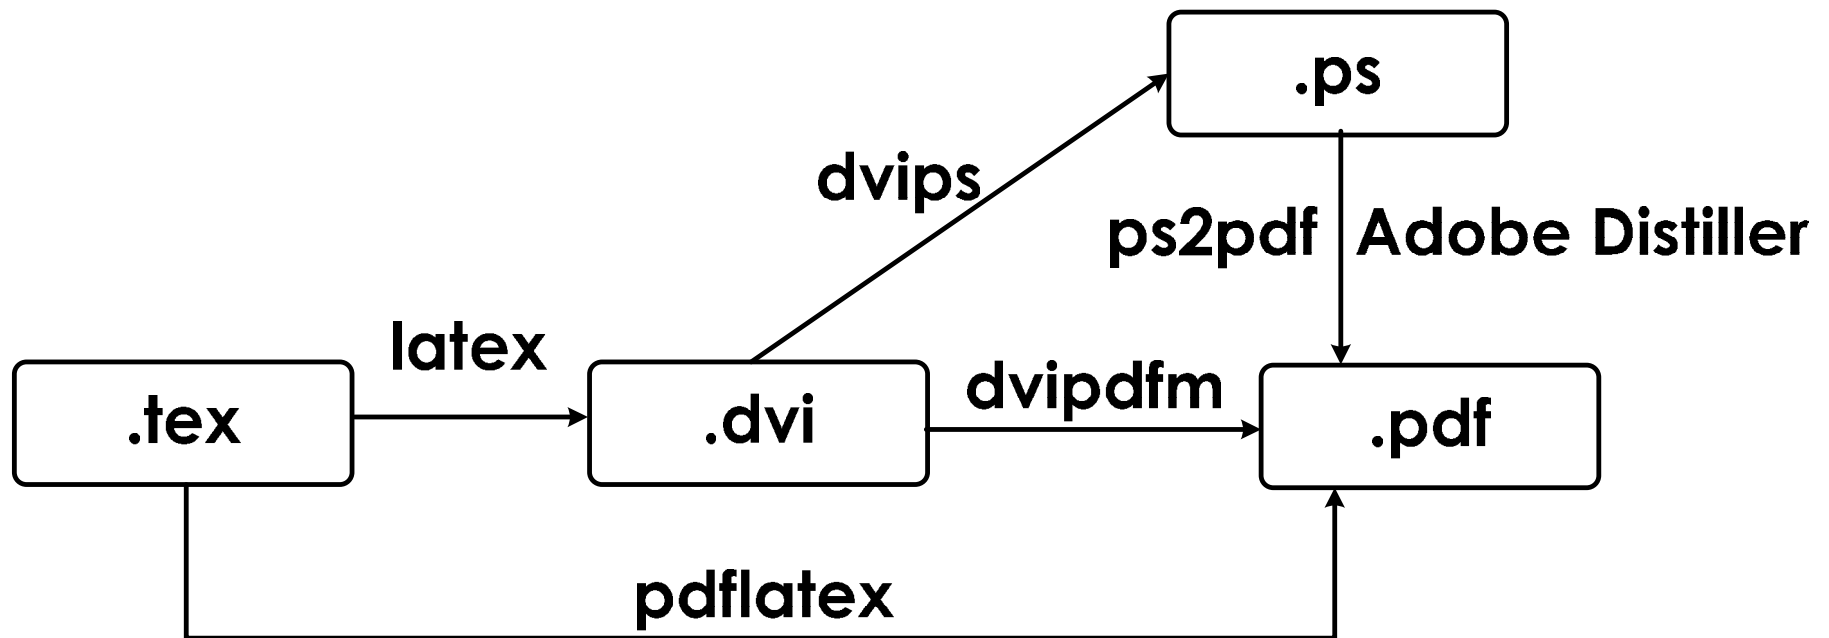 .ps
dvips
ps2pdf Adobe Distiller
latex
dvipdfm
.tex
.dvi
.pdf
pdflatex